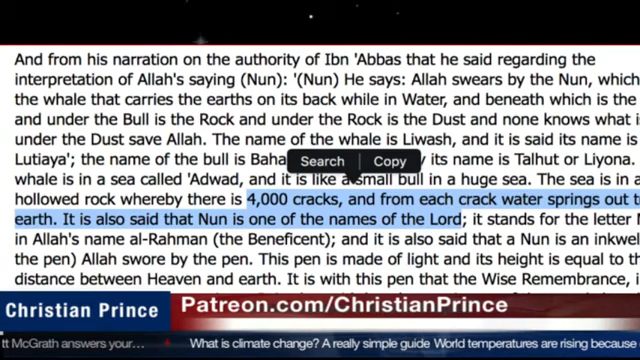 And from his narration on the authority of Ibn 'Abbas that he said regarding the
interpretation of Allah's saying (Nun): '(Nun) He says: Allah swears by the Nun, which
the whale that carries the earths on its back while in Water, and beneath which is the
and under the Bull is the Rock and under the Rock is the Dust and none knows what is
under the Dust save Allah. The name of the whale is Liwash, and it is said its name is
Lutiaya'; the name of the bull is Baha its name is Talhut or Liyona.
Search Copy
whale is in a sea called 'Adwad, and it is like a small bull in a huge sea. The sea is in a
hollowed rock whereby there is 4,000 cracks, and from each crack water springs out to
earth. It is also said that Nun is one of the names of the Lord; it stands for the letter N
in Allah's name al-Rahman (the Beneficent); and it is also said that a Nun is an inkwel
the pen) Allah swore by the pen. This pen is made of light and its height is equal to the
distance between Heaven and earth. It is with this pen that the Wise Remembrance, i
Christian Prince
Patreon.com/ChristianPrince
tt McGrath answers your... What is climate change? A really simple guide World temperatures are rising because